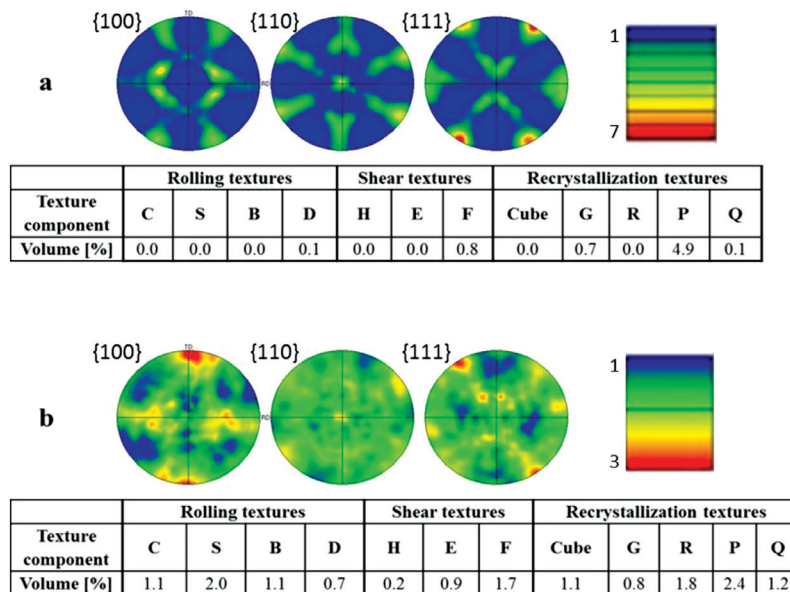 {100} {110} {111}
TD
1
a
RD
7
Rolling textures Shear textures Recrystallization textures
Texture component C S B D H E F Cube G R P Q
Volume [%] 0.0 0.0 0.0 0.1 0.0 0.0 0.8 0.0 0.7 0.0 4.9 0.1
{100} {110} {111}
TD
1
b
RD
3
Rolling textures Shear textures Recrystallization textures
Texture component C S B D H E F Cube G R P Q
Volume [%] 1.1 2.0 1.1 0.7 0.2 0.9 1.7 1.1 0.8 1.8 2.4 1.2